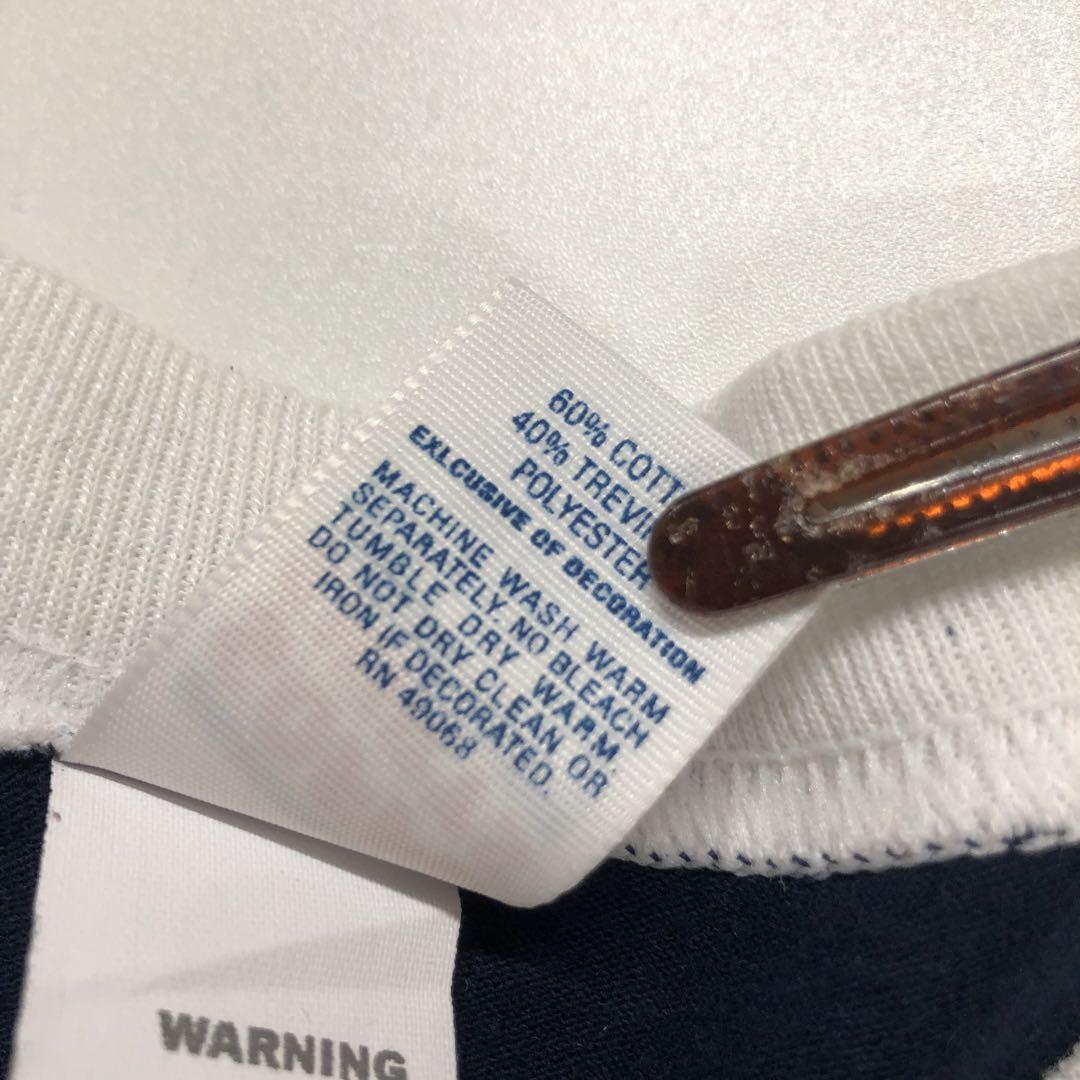 60% COTT
40% TREVI
POLYESTER
EXLCUSIVE OF DECORATION
MACHINE WASH WARM
SEPARATELY. NO BLEACH
TUMBLE DRY WARM.
DO NOT DRY CLEAN OR
IRON IF DECORATED.
RN 49068
WARNING